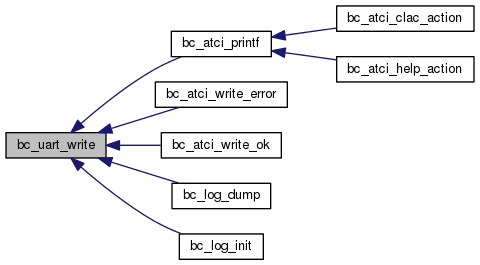 bc_atci_clac_action
bc_atci_printf
bc_atci_help_action
bc_atci_write_error
bc_uart_write
bc_atci_write_ok
bc_log_dump
bc_log_init